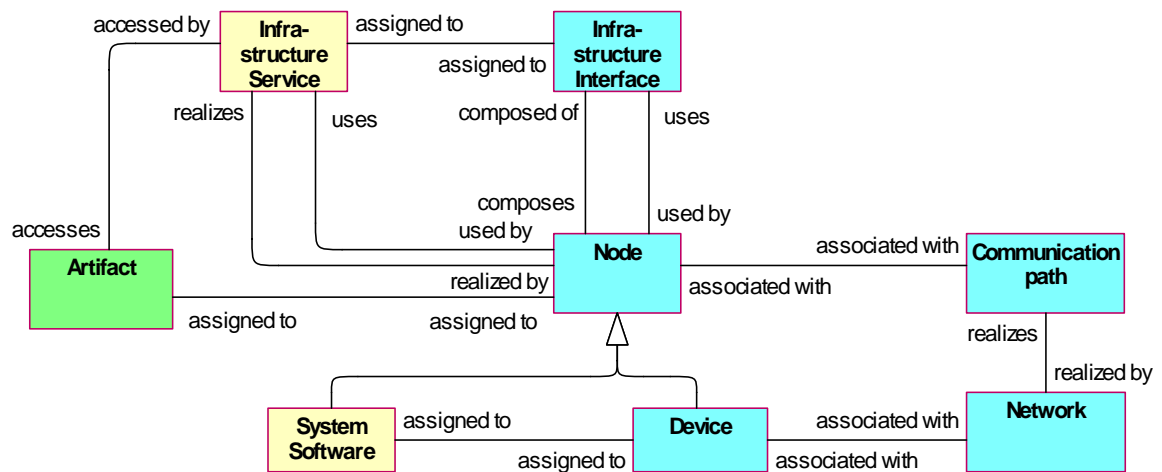 accessed by
Infra-
structure
Service
assigned to
assigned to
Infra-
structure
Interface
realizes
uses
composed of
uses
accesses
composes
used by
used by
Artifact
Node
associated with
Communication
path
realized by
associated with
assigned to
assigned to
realizes
realized by
System
Software
assigned to
assigned to
Device
associated with
associated with
Network